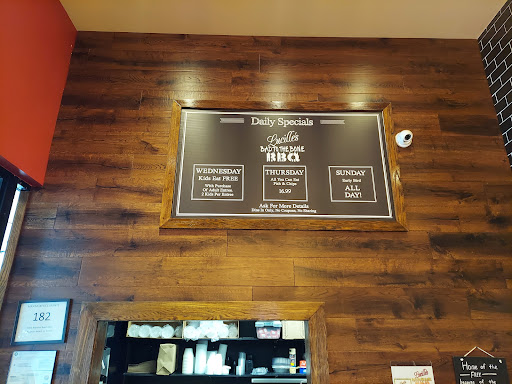 Daily Specials
Lucille's
BAD TO THE BONE
BBQ
WEDNESDAY
Kids Eat FREE
With Purchase
Of Adult Entree.
2 Kids Per Entree
THURSDAY
All You Can Eat
Fish & Chips
16.99
SUNDAY
Early Bird
ALL
DAY!
Ask For More Details
Dine In Only, No Coupons, No Sharing
182
Home of the
FREE